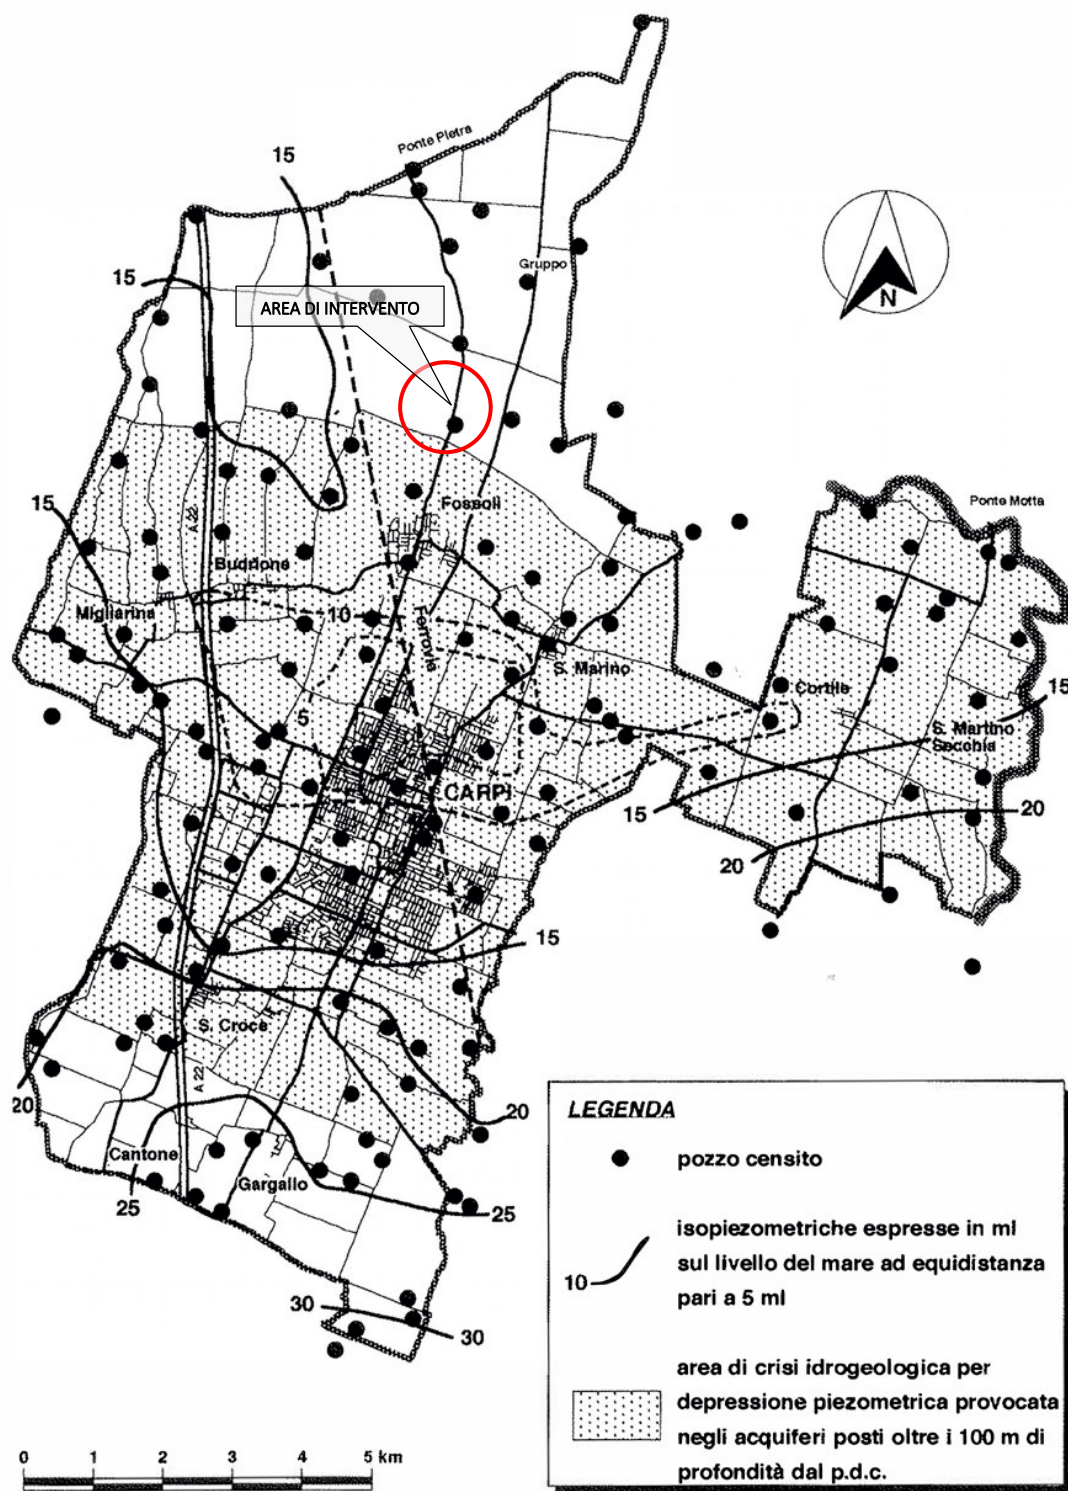 Ponte Pietra
15
15
Gruppo
N
AREA DI INTERVENTO
15
A 22
Fossoli
Ponte Motta
Budrione
Migliarina
10
Ferrovia
S. Marino
Cortile
15
5
S. Martino
Secchia
CARPI
15
20
20
15
S. Croce
A 22
20
20
Cantone
Gargallo
25
25
30
30
LEGENDA
pozzo censito
isopiezometriche espresse in ml
sul livello del mare ad equidistanza
10
pari a 5 ml
area di crisi idrogeologica per
depressione piezometrica provocata
negli acquiferi posti oltre i 100 m di
profondità dal p.d.c.
0 1 2 3 4 5 km